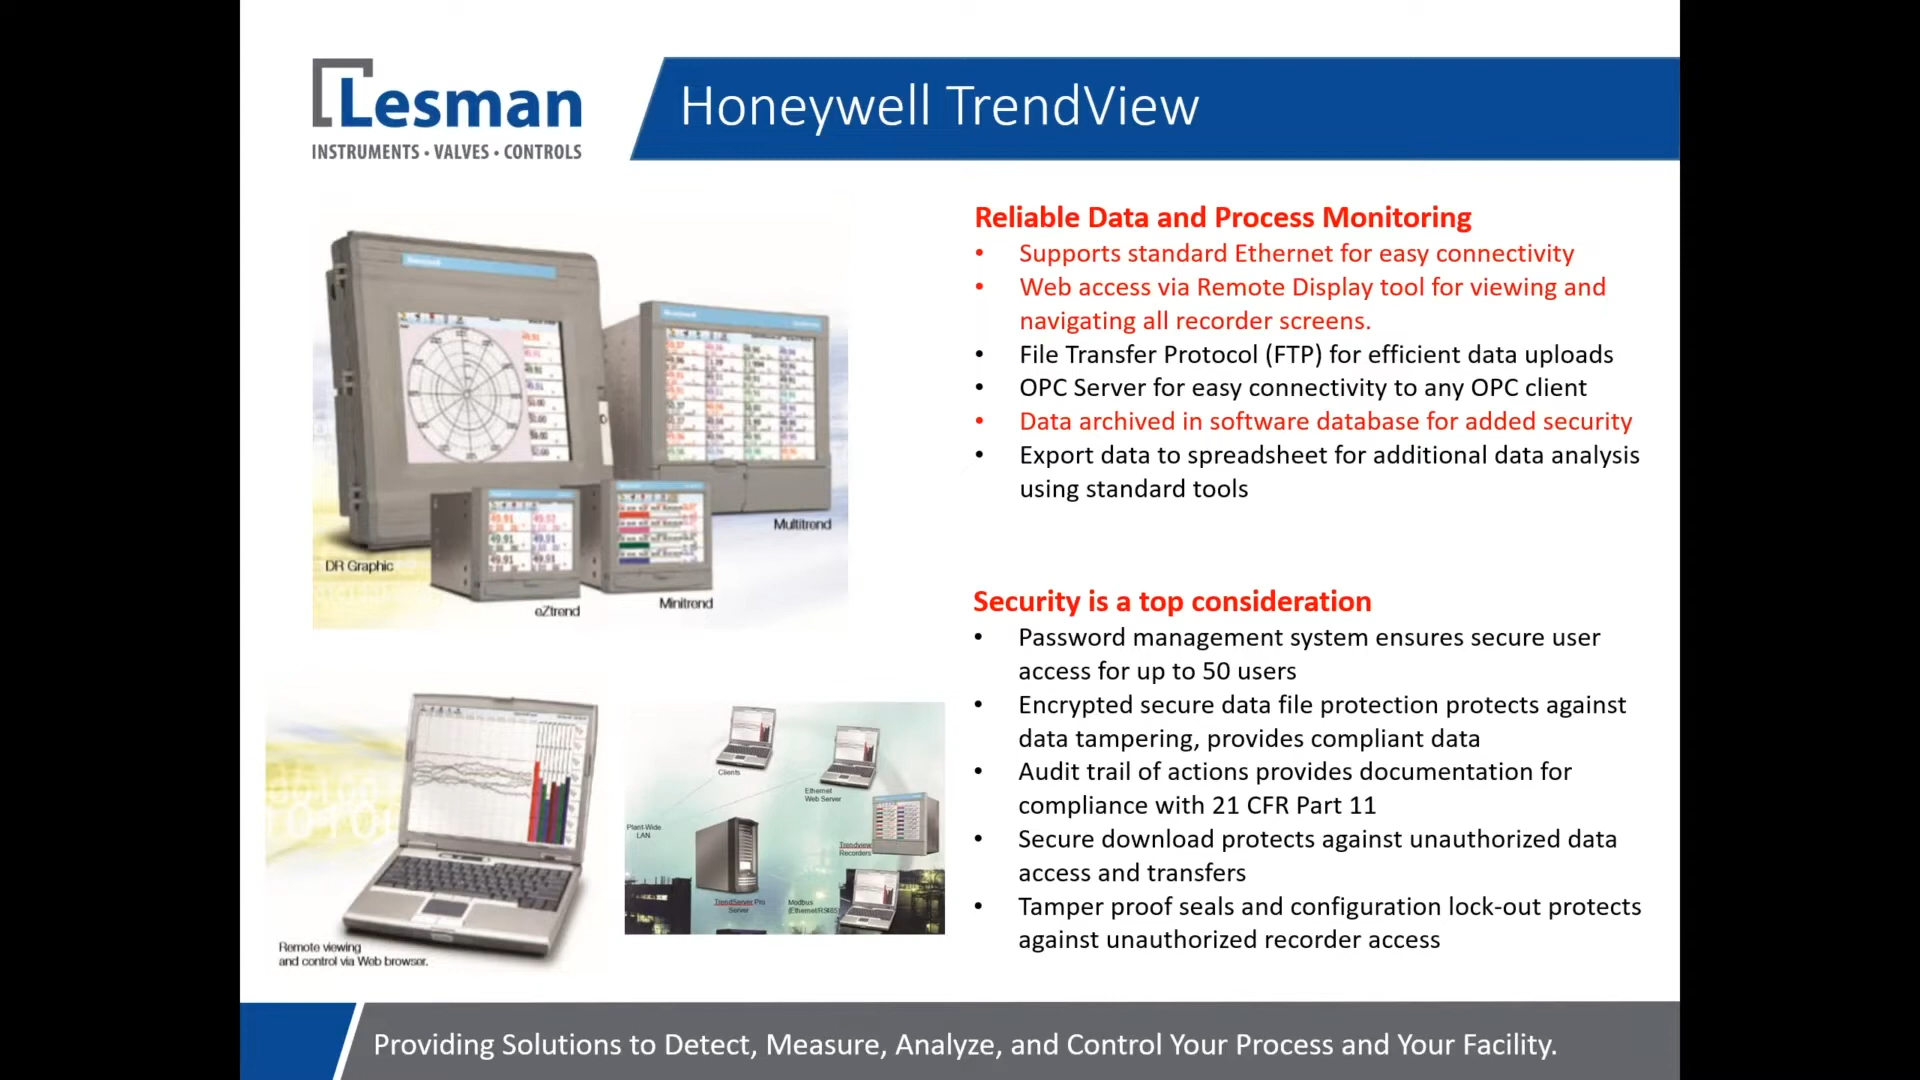 Lesman
INSTRUMENTS • VALVES • CONTROLS
Honeywell TrendView
DR Graphic
eZtrend
Minitrend
Multitrend
Reliable Data and Process Monitoring
• Supports standard Ethernet for easy connectivity
• Web access via Remote Display tool for viewing and
navigating all recorder screens.
• File Transfer Protocol (FTP) for efficient data uploads
• OPC Server for easy connectivity to any OPC client
• Data archived in software database for added security
• Export data to spreadsheet for additional data analysis
using standard tools
Security is a top consideration
• Password management system ensures secure user
access for up to 50 users
• Encrypted secure data file protection protects against
data tampering, provides compliant data
• Audit trail of actions provides documentation for
compliance with 21 CFR Part 11
• Secure download protects against unauthorized data
access and transfers
• Tamper proof seals and configuration lock-out protects
against unauthorized recorder access
Remote viewing
and control via Web browser.
Clients
Ethernet
Web Server
Plant-Wide
LAN
Trendview
Recorders
TrendServer Pro
Server
Modbus
(Ethernet/RS485)
Providing Solutions to Detect, Measure, Analyze, and Control Your Process and Your Facility.